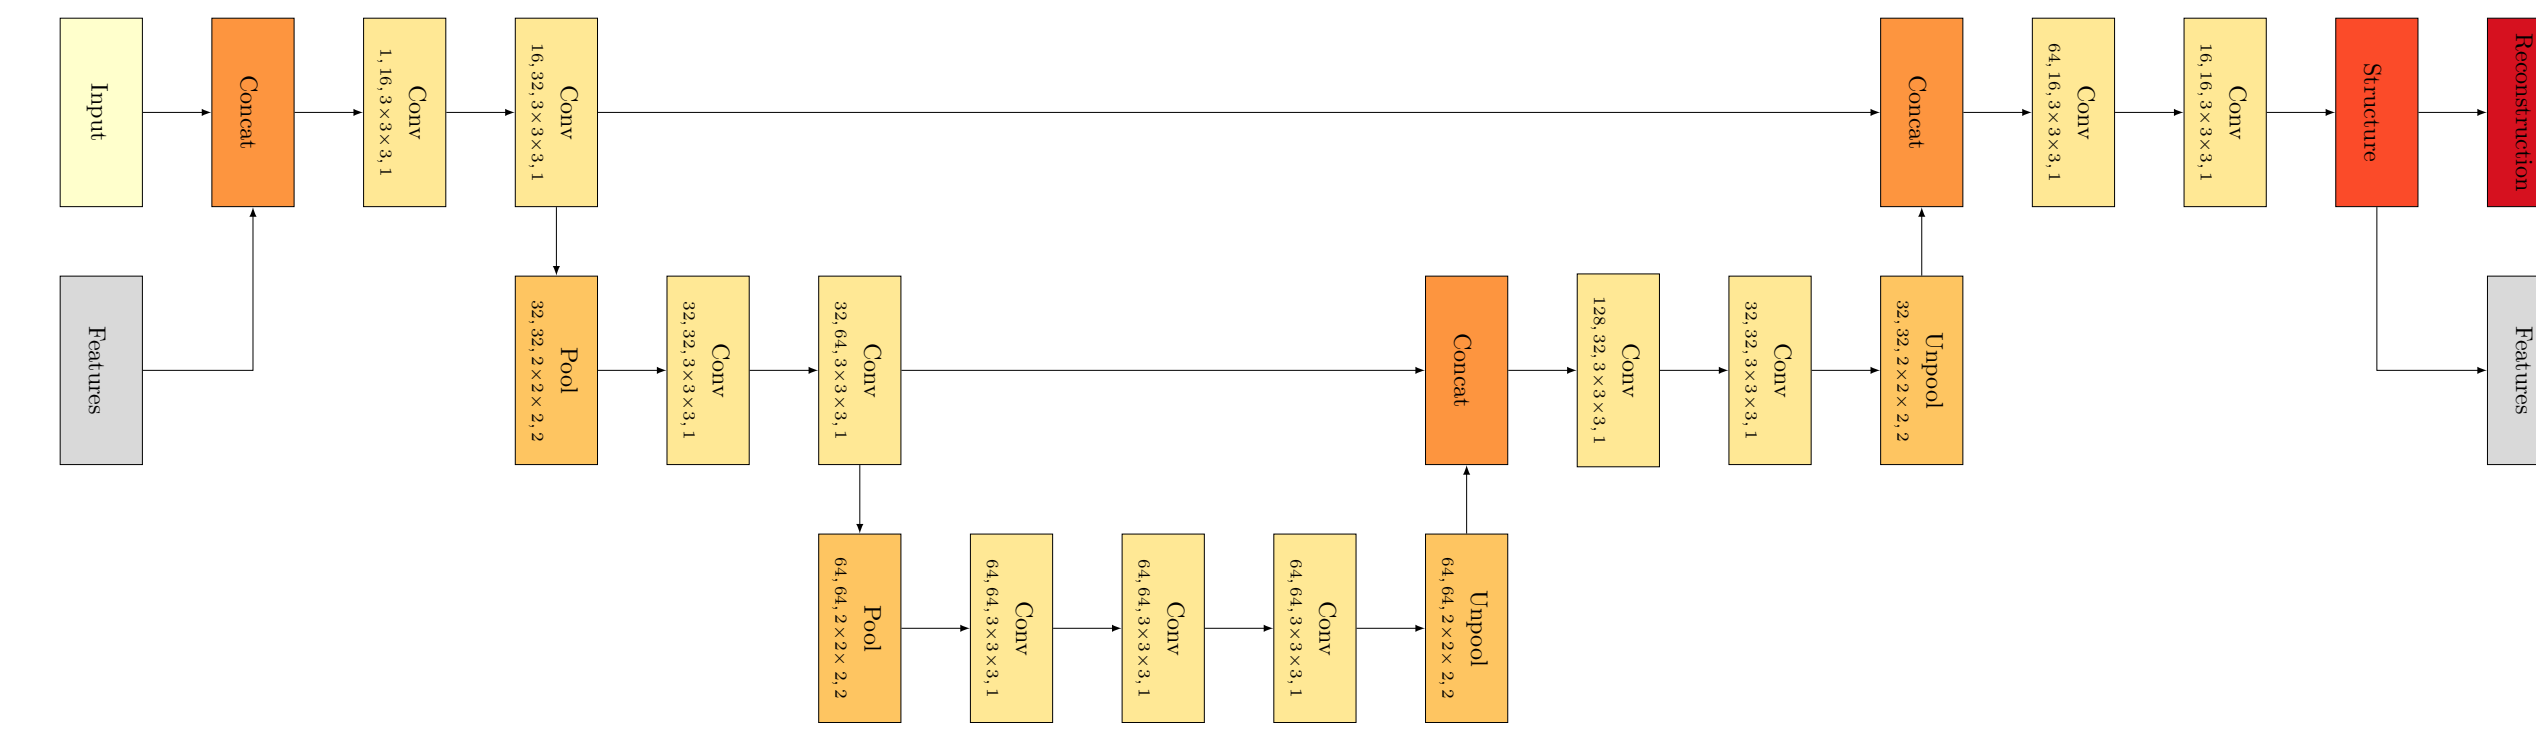 Input
Concat
Conv
1, 16, 3×3×3, 1
Conv
16, 32, 3×3×3, 1
Concat
Conv
64, 16, 3×3×3, 1
Conv
16, 16, 3×3×3, 1
Structure
Reconstruction
Features
Pool
32, 32, 2×2×2, 2
Conv
32, 32, 3×3×3, 1
Conv
32, 64, 3×3×3, 1
Concat
Conv
128, 32, 3×3×3, 1
Conv
32, 32, 3×3×3, 1
Unpool
32, 32, 2×2×2, 2
Features
Pool
64, 64, 2×2×2, 2
Conv
64, 64, 3×3×3, 1
Conv
64, 64, 3×3×3, 1
Conv
64, 64, 3×3×3, 1
Unpool
64, 64, 2×2×2, 2